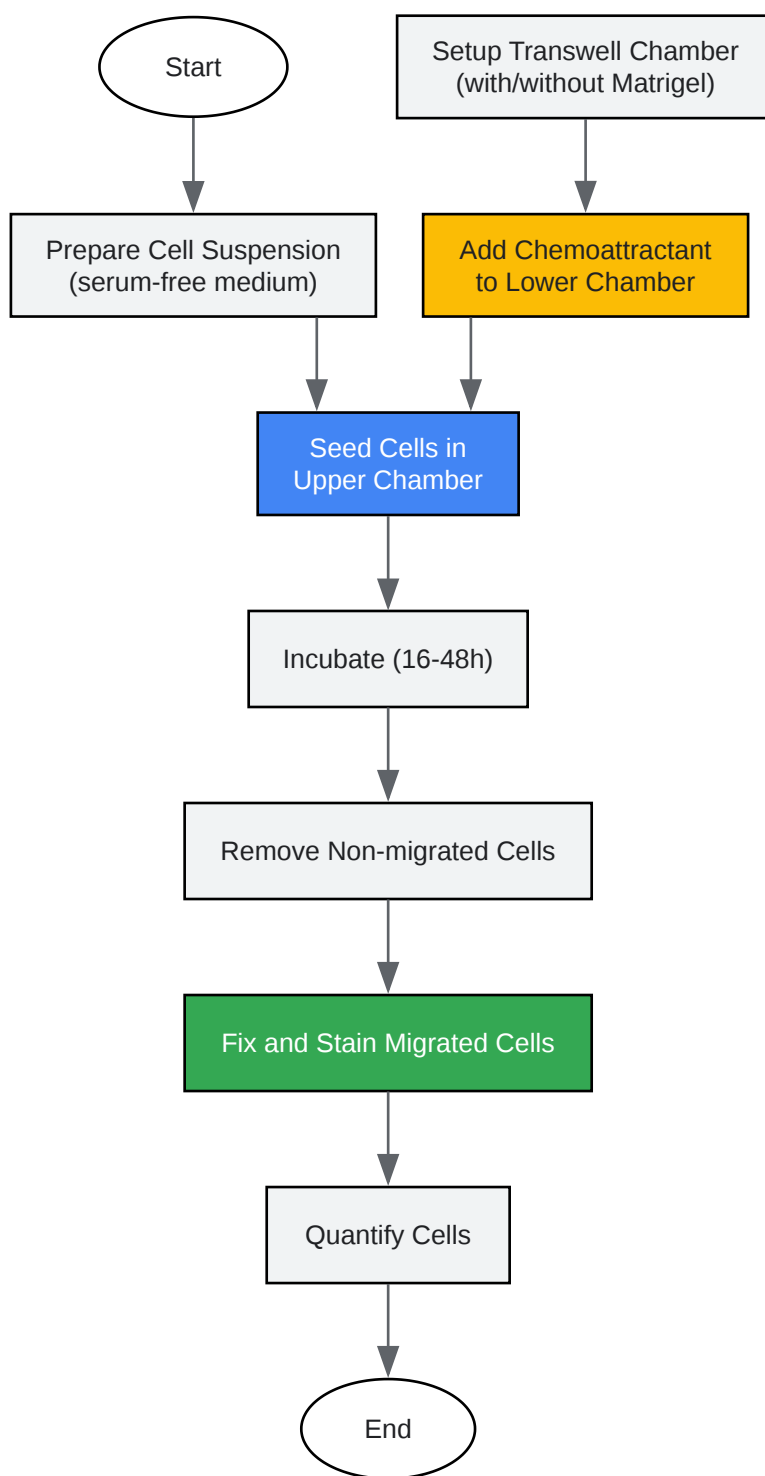 Start
Setup Transwell Chamber
(with/without Matrigel)
Prepare Cell Suspension
(serum-free medium)
Add Chemoattractant
to Lower Chamber
Seed Cells in
Upper Chamber
Incubate (16-48h)
Remove Non-migrated Cells
Fix and Stain Migrated Cells
Quantify Cells
End